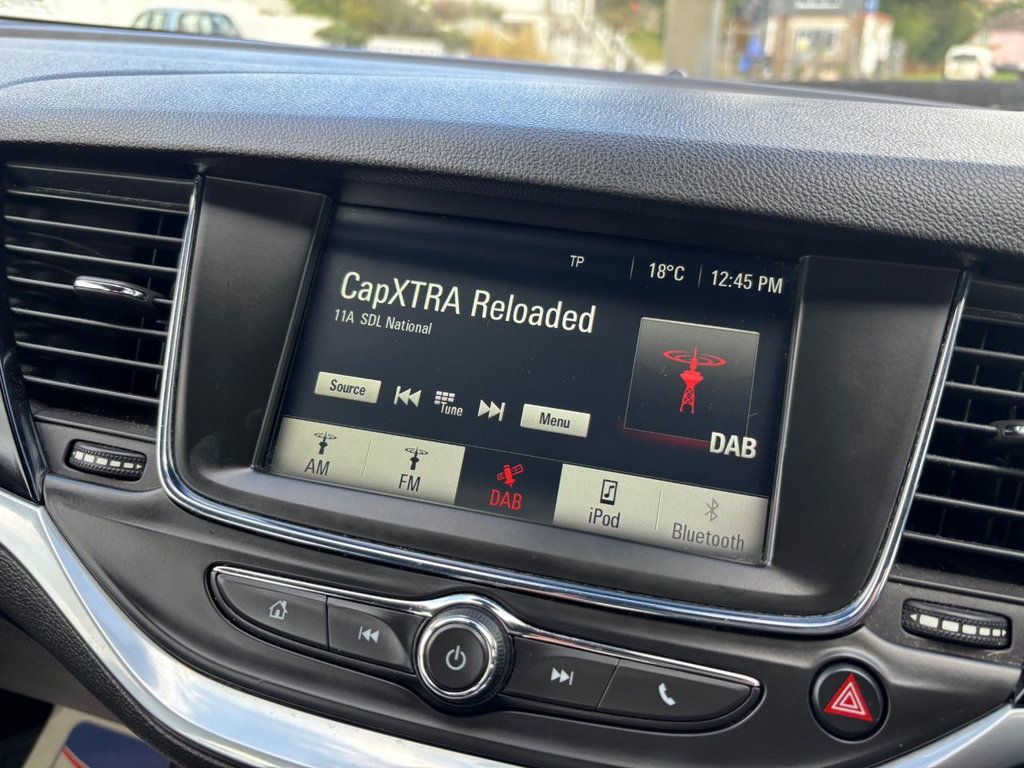 TP 18°C 12:45 PM
CapXTRA Reloaded
11A SDL National
Source Tune Menu
DAB
AM FM DAB iPod Bluetooth